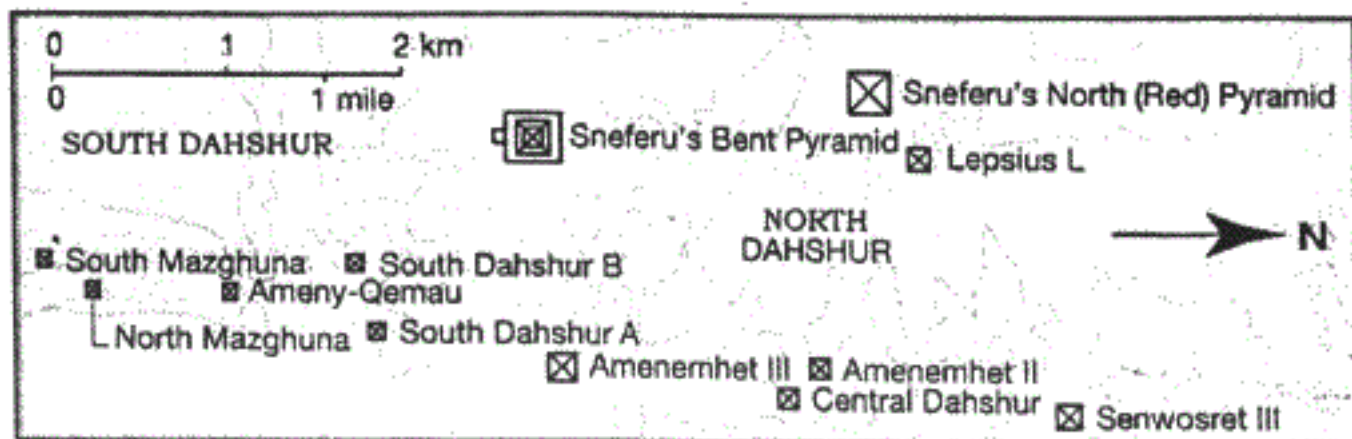 0 1 2 km
0 1 mile
SOUTH DAHSHUR
Sneferu's North (Red) Pyramid
Sneferu's Bent Pyramid
Lepsius L
NORTH
DAHSHUR
N
South Mazghuna
South Dahshur B
Ameny-Qemau
North Mazghuna
South Dahshur A
Amenemhet III
Amenemhet II
Central Dahshur
Senwosret III